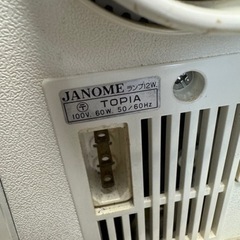 JANOME ランプ12W
〒 TOPIA
100V 60W 50/60Hz